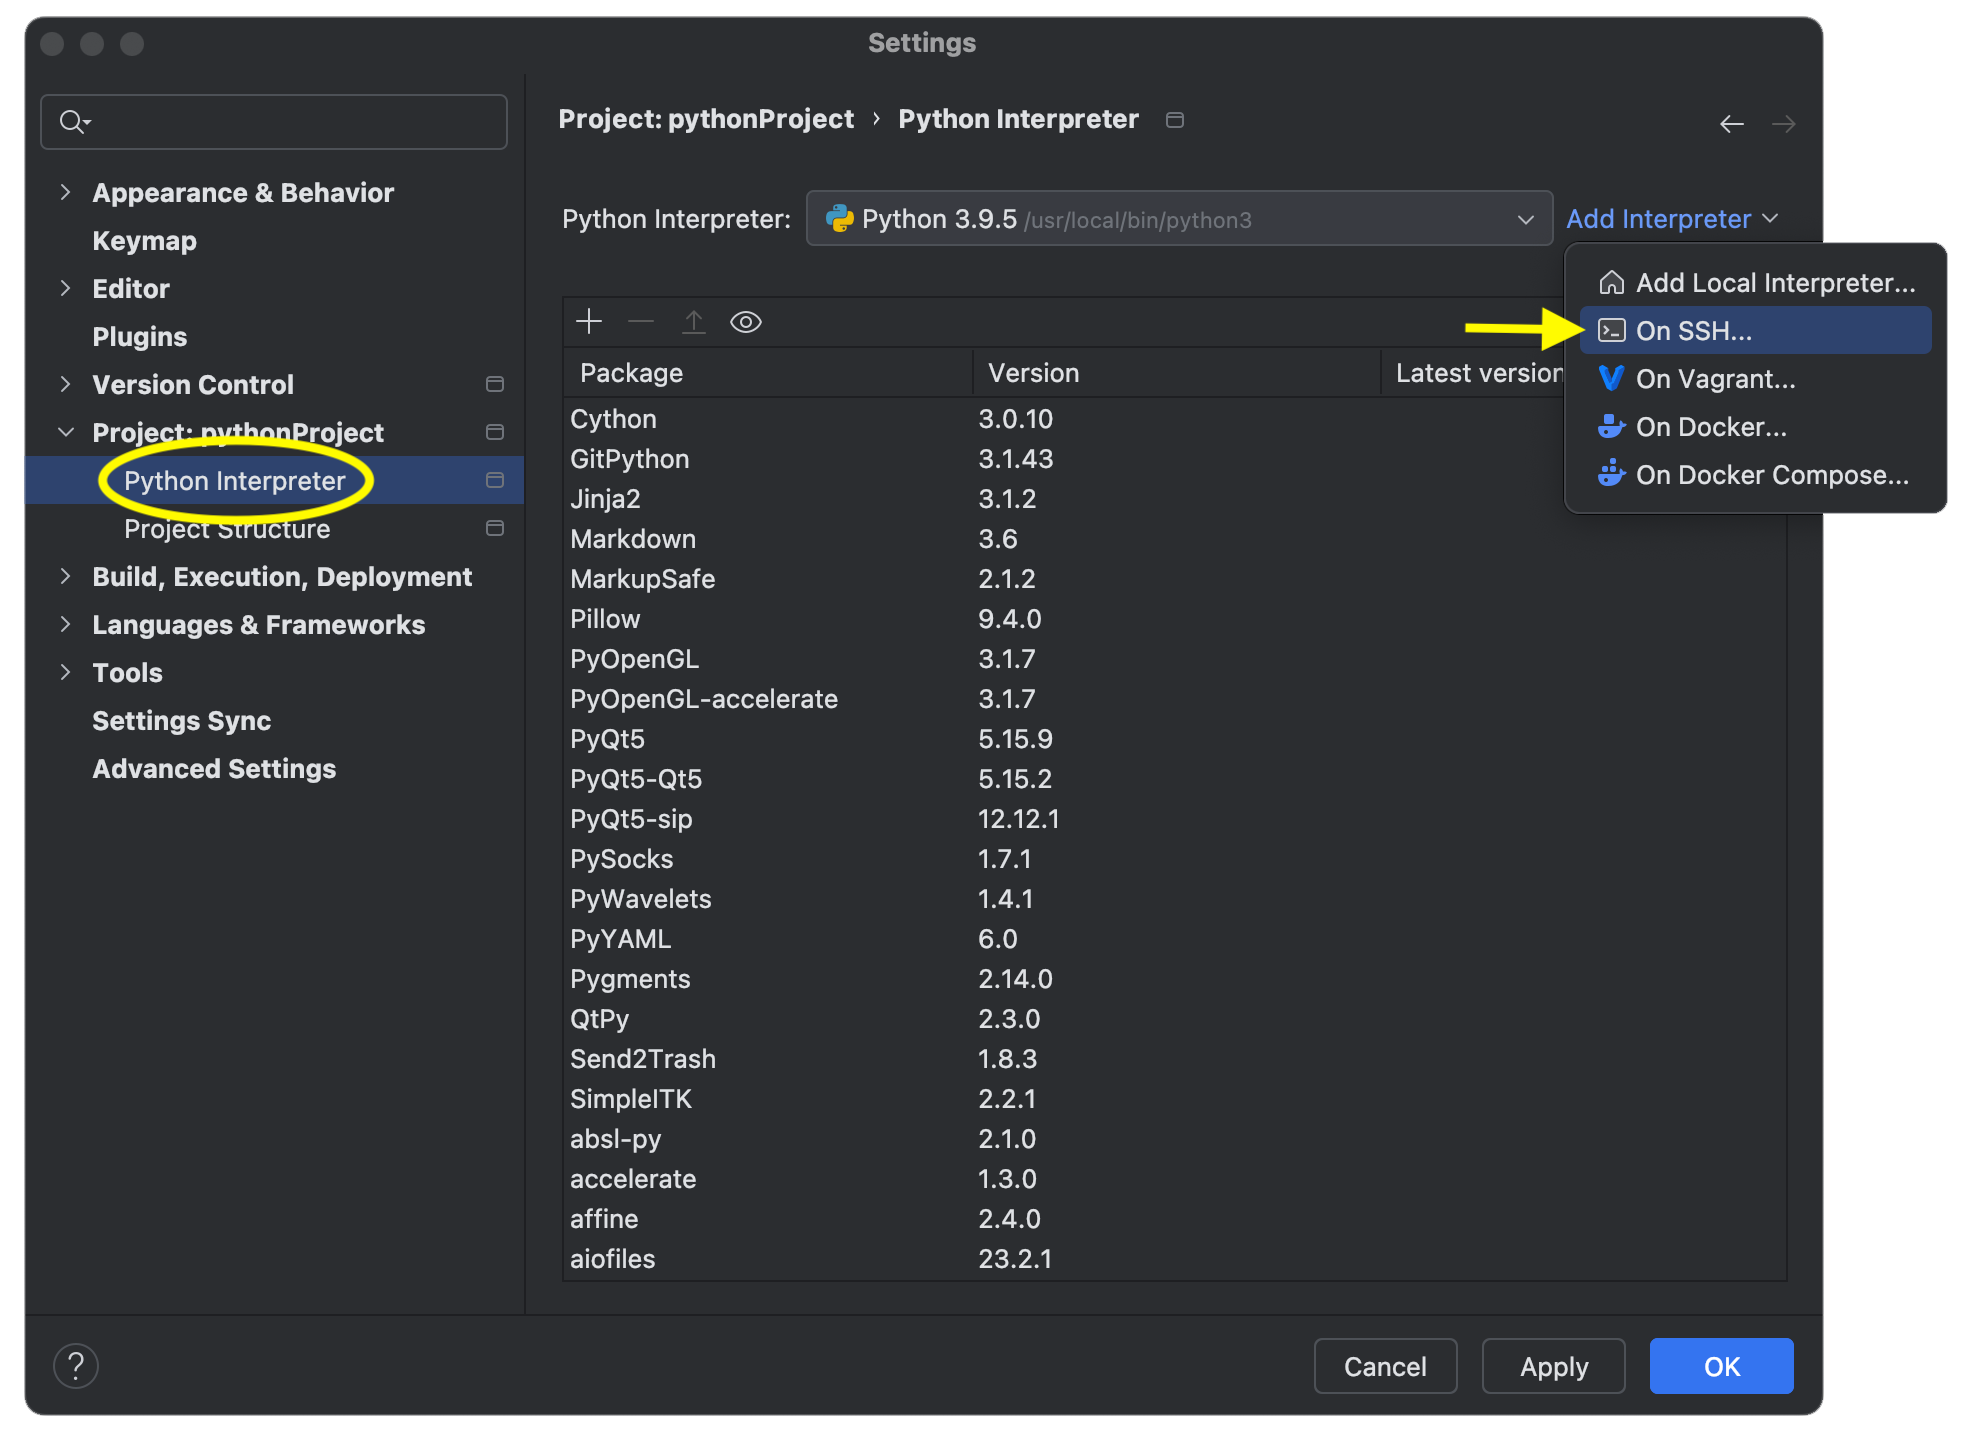 Settings
Project: pythonProject › Python Interpreter
Appearance & Behavior
Keymap
Editor
Plugins
Version Control
Project: pythonProject
Python Interpreter
Project Structure
Build, Execution, Deployment
Languages & Frameworks
Tools
Settings Sync
Advanced Settings
Python Interpreter: Python 3.9.5 /usr/local/bin/python3 Add Interpreter
Add Local Interpreter...
On SSH...
On Vagrant...
On Docker...
On Docker Compose...
Package Version Latest version
Cython 3.0.10
GitPython 3.1.43
Jinja2 3.1.2
Markdown 3.6
MarkupSafe 2.1.2
Pillow 9.4.0
PyOpenGL 3.1.7
PyOpenGL-accelerate 3.1.7
PyQt5 5.15.9
PyQt5-Qt5 5.15.2
PyQt5-sip 12.12.1
PySocks 1.7.1
PyWavelets 1.4.1
PyYAML 6.0
Pygments 2.14.0
QtPy 2.3.0
Send2Trash 1.8.3
SimpleITK 2.2.1
absl-py 2.1.0
accelerate 1.3.0
affine 2.4.0
aiofiles 23.2.1
? Cancel Apply OK